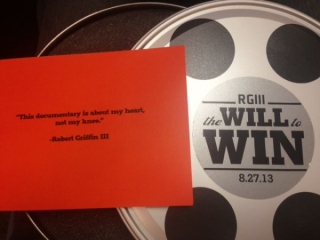 "This documentary is about my heart,
not my knee."
-Robert Griffin III
RGIII
the WILL to
WIN
8.27.13